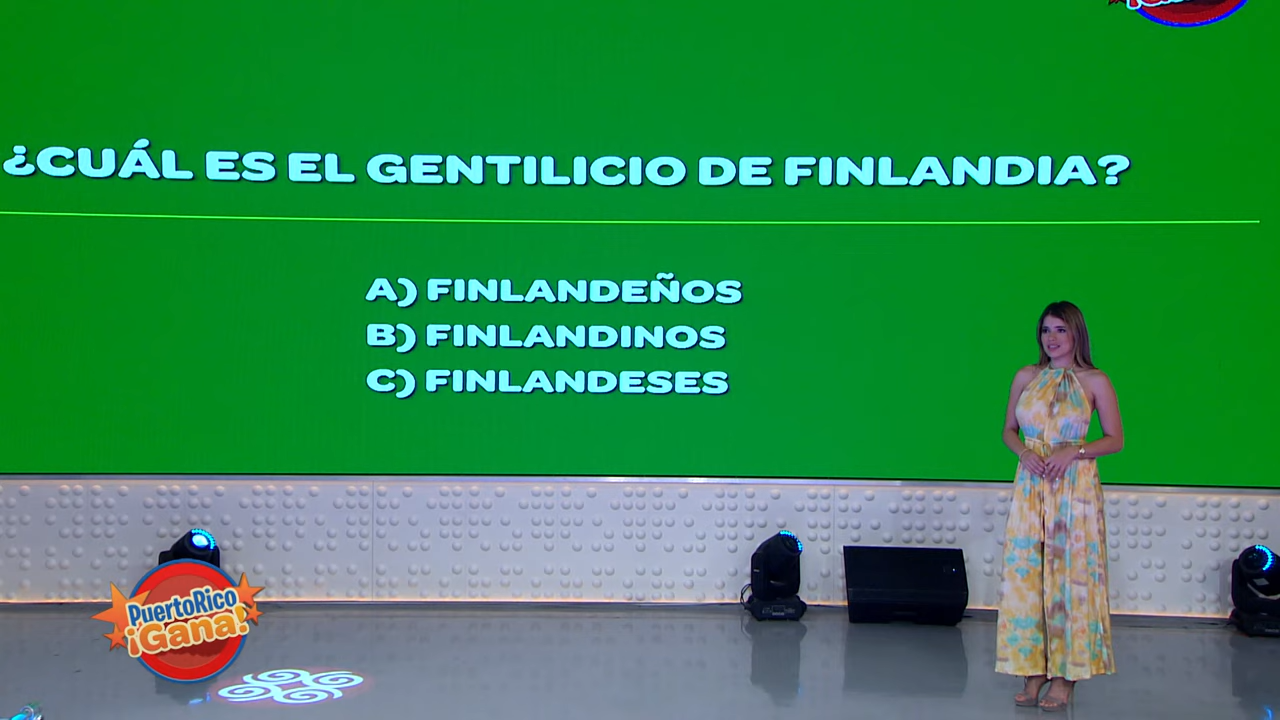 ¿CUÁL ES EL GENTILICIO DE FINLANDIA?
A) FINLANDEÑOS
B) FINLANDINOS
C) FINLANDESES
PuertoRico
¡Gana!